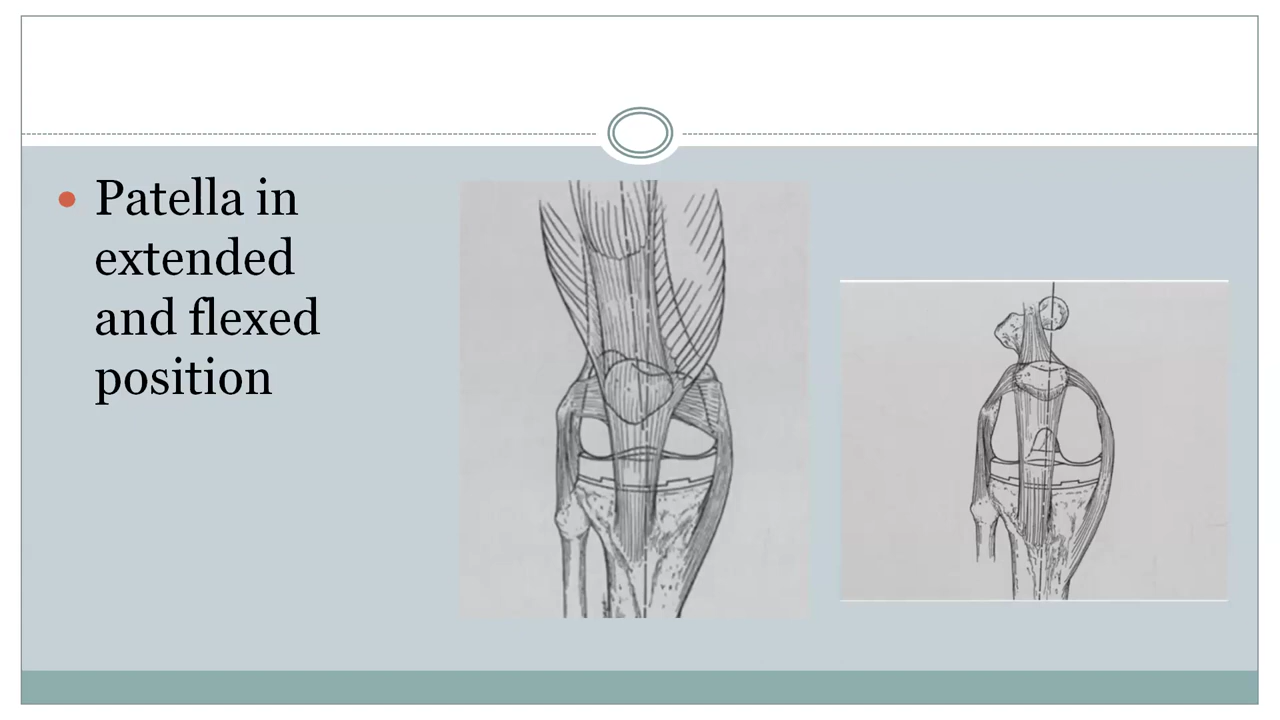 Patella in
extended
and flexed
position